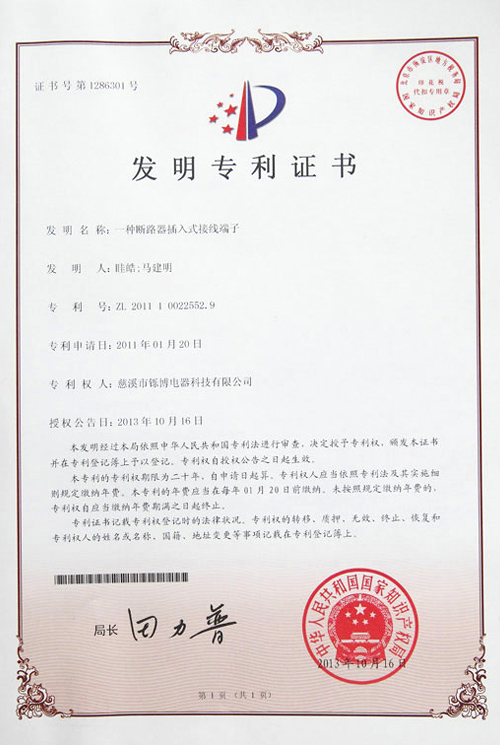 证书号第1286301号
印花税
代扣专用章
国家知识产权局
发明专利证书
发明名称：一种断路器插入式接线端子
发明人：眭皓;马建明
专利号：ZL 2011 1 0022552.9
专利申请日：2011年01月20日
专利权人：慈溪市铄博电器科技有限公司
授权公告日：2013年10月16日
本发明经过本局依照中华人民共和国专利法进行审查，决定授予专利权，颁发本证书
并在专利登记簿上予以登记。专利权自授权公告之日起生效。
本专利的专利权期限为二十年，自申请日起算。专利权人应当依照专利法及其实施细
则规定缴纳年费。本专利的年费应当在每年01月20日前缴纳。未按照规定缴纳年费的，
专利权自应当缴纳年费期满之日起终止。
专利证书记载专利权登记时的法律状况。专利权的转移、质押、无效、终止、恢复和
专利权人的姓名或名称、国籍、地址变更等事项记载在专利登记簿上。
局长 田力普
中华人民共和国国家知识产权局
2013年10月16日
第1页（共1页）